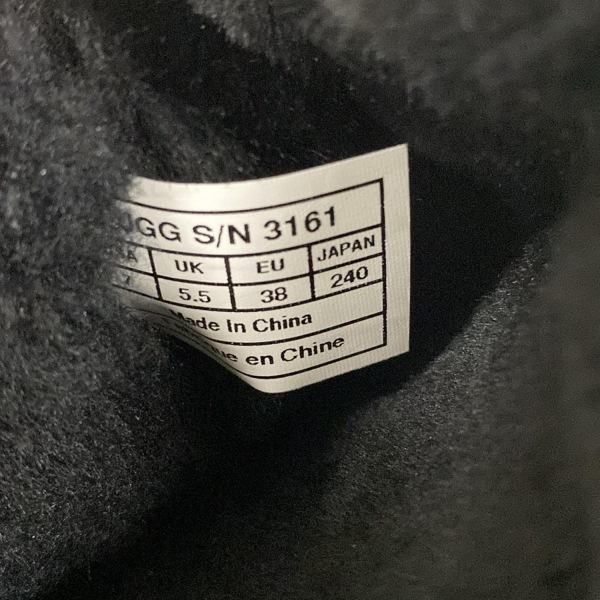 UGG S/N 3161
UK EU JAPAN
5.5 38 240
Made In China
en Chine